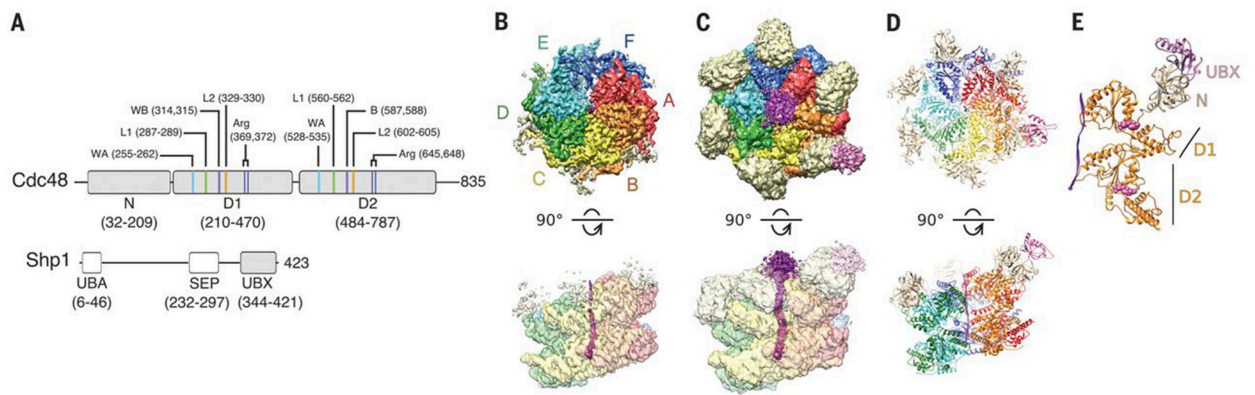 A
L2 (329-330)
L1 (560-562)
WB (314,315)
B (587,588)
L1 (287-289)
Arg
(369,372)
WA
(528-535)
L2 (602-605)
WA (255-262)
Arg (645,648)
Cdc48
835
N
(32-209)
D1
(210-470)
D2
(484-787)
Shp1
423
UBA
(6-46)
SEP
(232-297)
UBX
(344-421)
B
E
F
D
A
C
B
90°
C
90°
D
90°
E
UBX
N
D1
D2